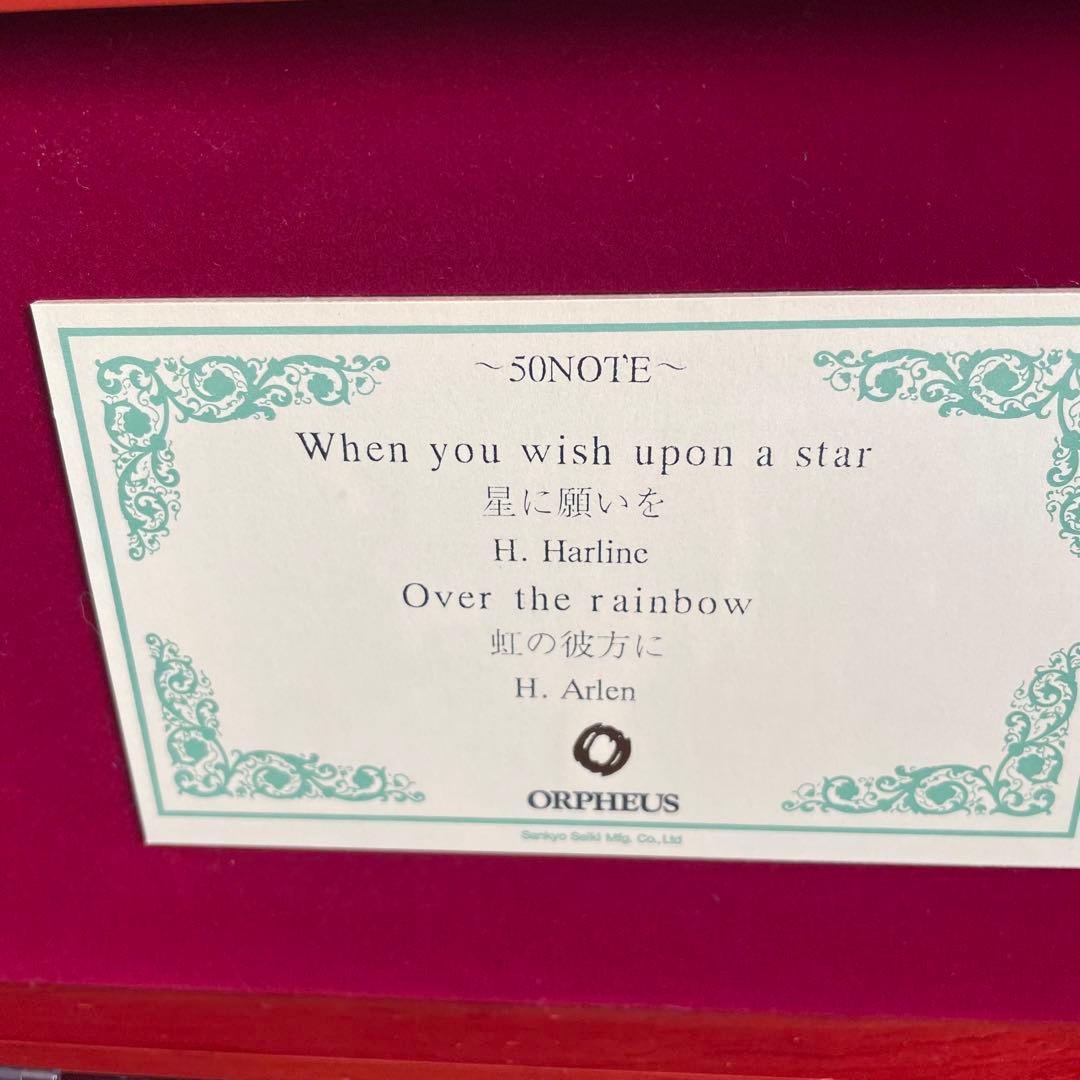 ～50NOTE～
When you wish upon a star
星に願いを
H. Harline
Over the rainbow
虹の彼方に
H. Arlen
ORPHEUS
Sankyo Seiki Mfg. Co., Ltd